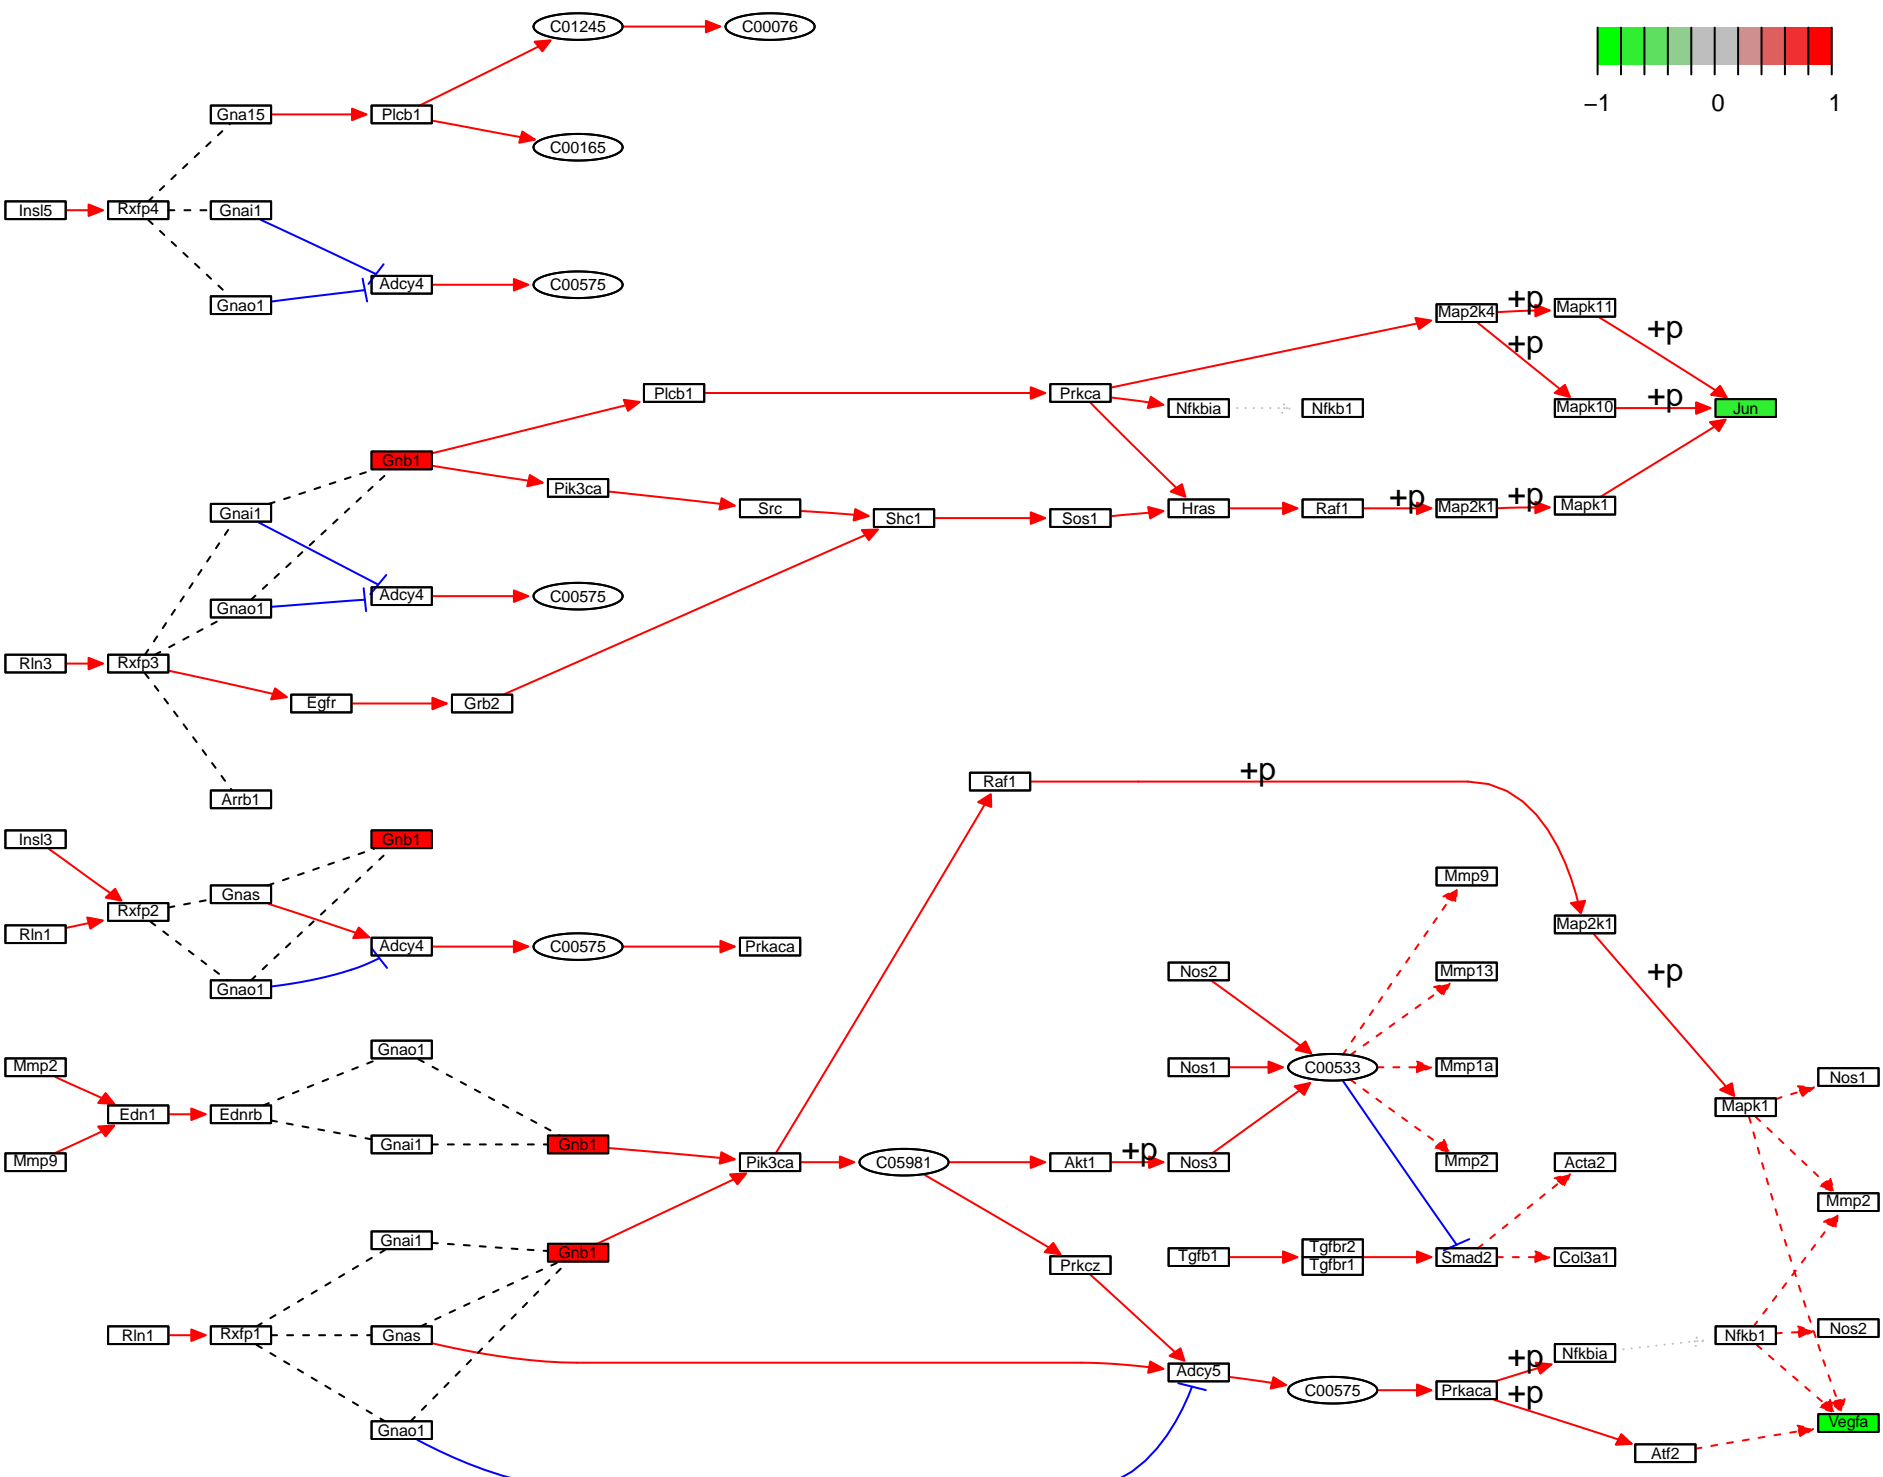 C01245
C00076
−1
0
1
Gna15
Plcb1
C00165
Insl5
Rxfp4
Gnai1
Gnao1
Adcy4
C00575
Map2k4
+p
Mapk11
+p
+p
Plcb1
Prkca
Nfkbia
Nfkb1
Mapk10
+p
Jun
Gnb1
Pik3ca
Gnai1
Src
Shc1
Sos1
Hras
Raf1
+p
Map2k1
+p
Mapk1
Gnao1
Adcy4
C00575
Rln3
Rxfp3
Egfr
Grb2
Arrb1
Raf1
+p
Insl3
Gnb1
Gnas
Rxfp2
Rln1
Adcy4
C00575
Prkaca
Gnao1
Mmp9
Map2k1
Nos2
Mmp13
+p
Mmp2
Gnao1
Nos1
C00533
Mmp1a
Nos1
Edn1
Ednrb
Gnai1
Gnb1
Mapk1
Mmp9
Pik3ca
C05981
Akt1
+p
Nos3
Mmp2
Acta2
Mmp2
Gnai1
Gnb1
Prkcz
Tgfb1
Tgfbr2
Tgfbr1
Smad2
Col3a1
Rln1
Rxfp1
Gnas
Adcy5
C00575
Prkaca
+p
+p
Nfkbia
Nfkb1
Nos2
Gnao1
Atf2
Vegfa